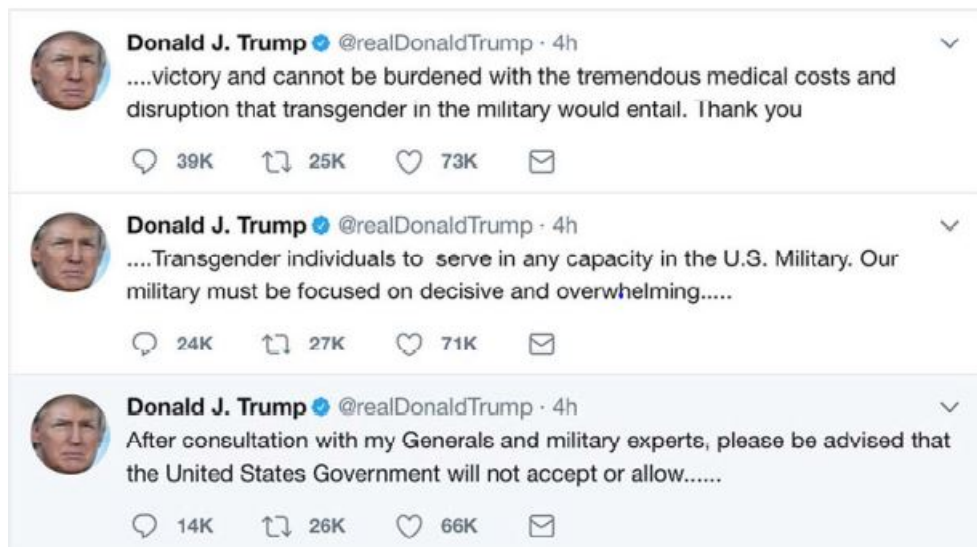 Donald J. Trump @realDonaldTrump · 4h
....victory and cannot be burdened with the tremendous medical costs and
disruption that transgender in the military would entail. Thank you
39K 25K 73K
Donald J. Trump @realDonaldTrump · 4h
....Transgender individuals to serve in any capacity in the U.S. Military. Our
military must be focused on decisive and overwhelming.....
24K 27K 71K
Donald J. Trump @realDonaldTrump · 4h
After consultation with my Generals and military experts, please be advised that
the United States Government will not accept or allow......
14K 26K 66K